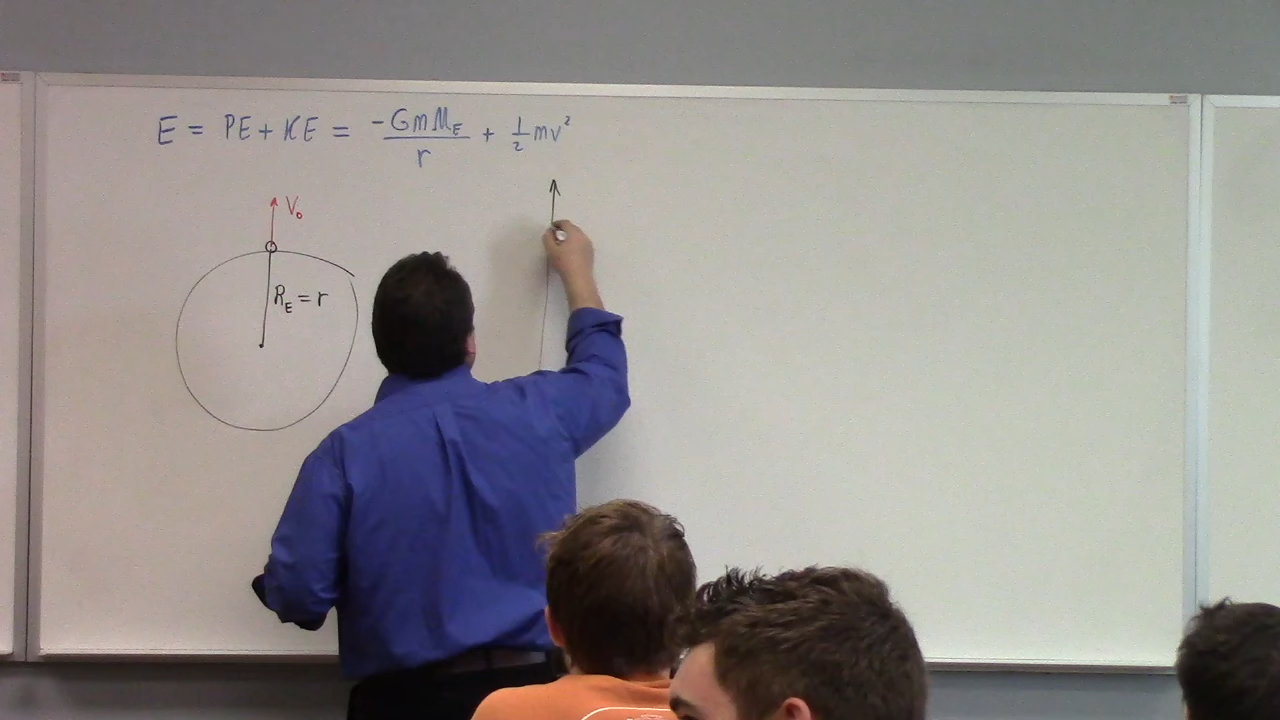 E = PE + KE = -GmM_E / r + 1/2 mv²
V₀
R_E = r